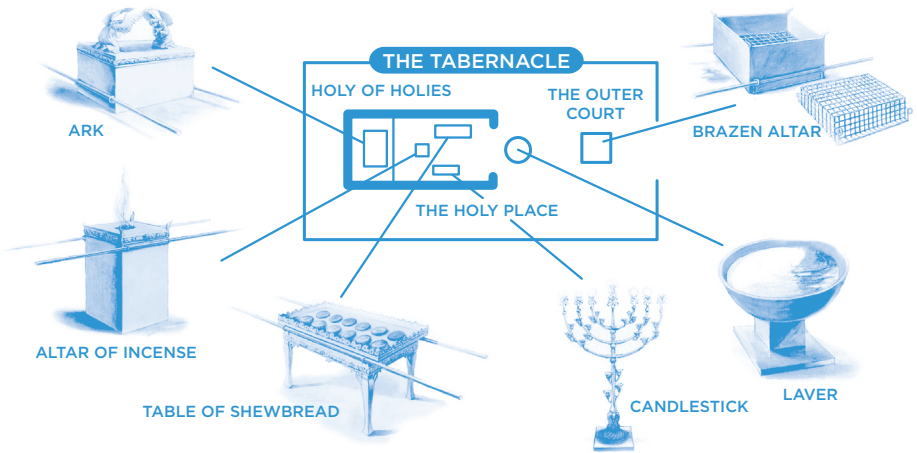 THE TABERNACLE
HOLY OF HOLIES
THE OUTER
COURT
ARK
BRAZEN ALTAR
THE HOLY PLACE
ALTAR OF INCENSE
TABLE OF SHEWBREAD
CANDLESTICK
LAVER